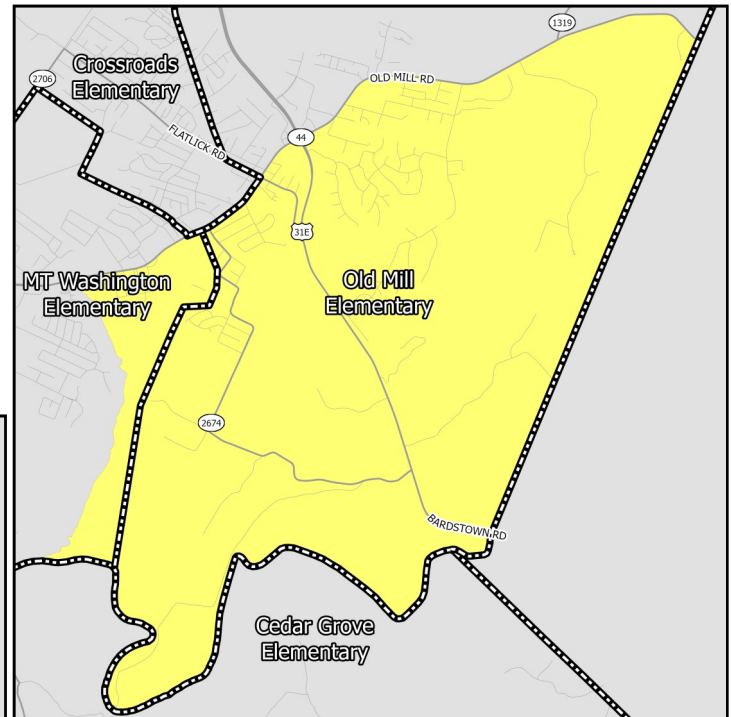 1319
Crossroads
Elementary
2706
OLD MILL RD
FLATLICK RD
44
31E
MT Washington
Elementary
Old Mill
Elementary
2674
BARDSTOWN RD
Cedar Grove
Elementary